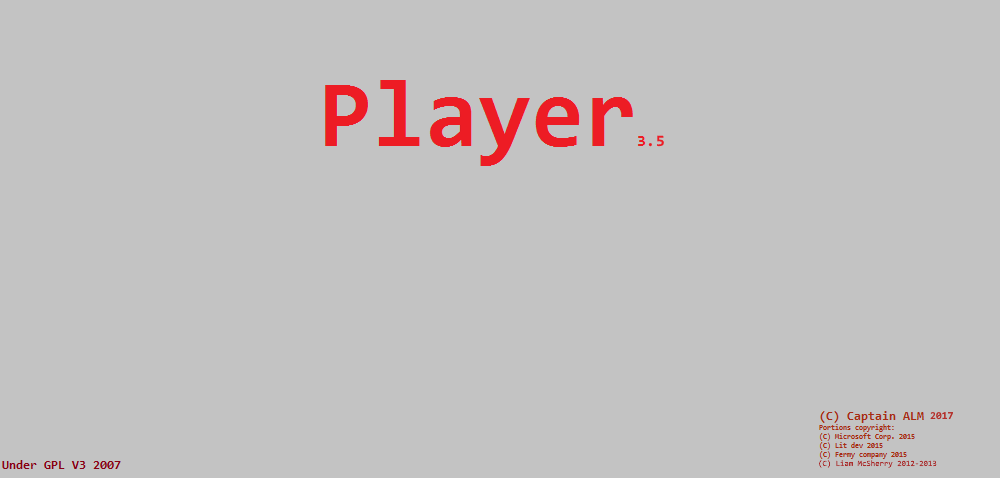 Player 3.5
(C) Captain ALM 2017
Portions copyright:
(C) Microsoft Corp. 2015
(C) Lit dev 2015
(C) Fermy company 2015
(C) Liam McSherry 2012-2013
Under GPL V3 2007